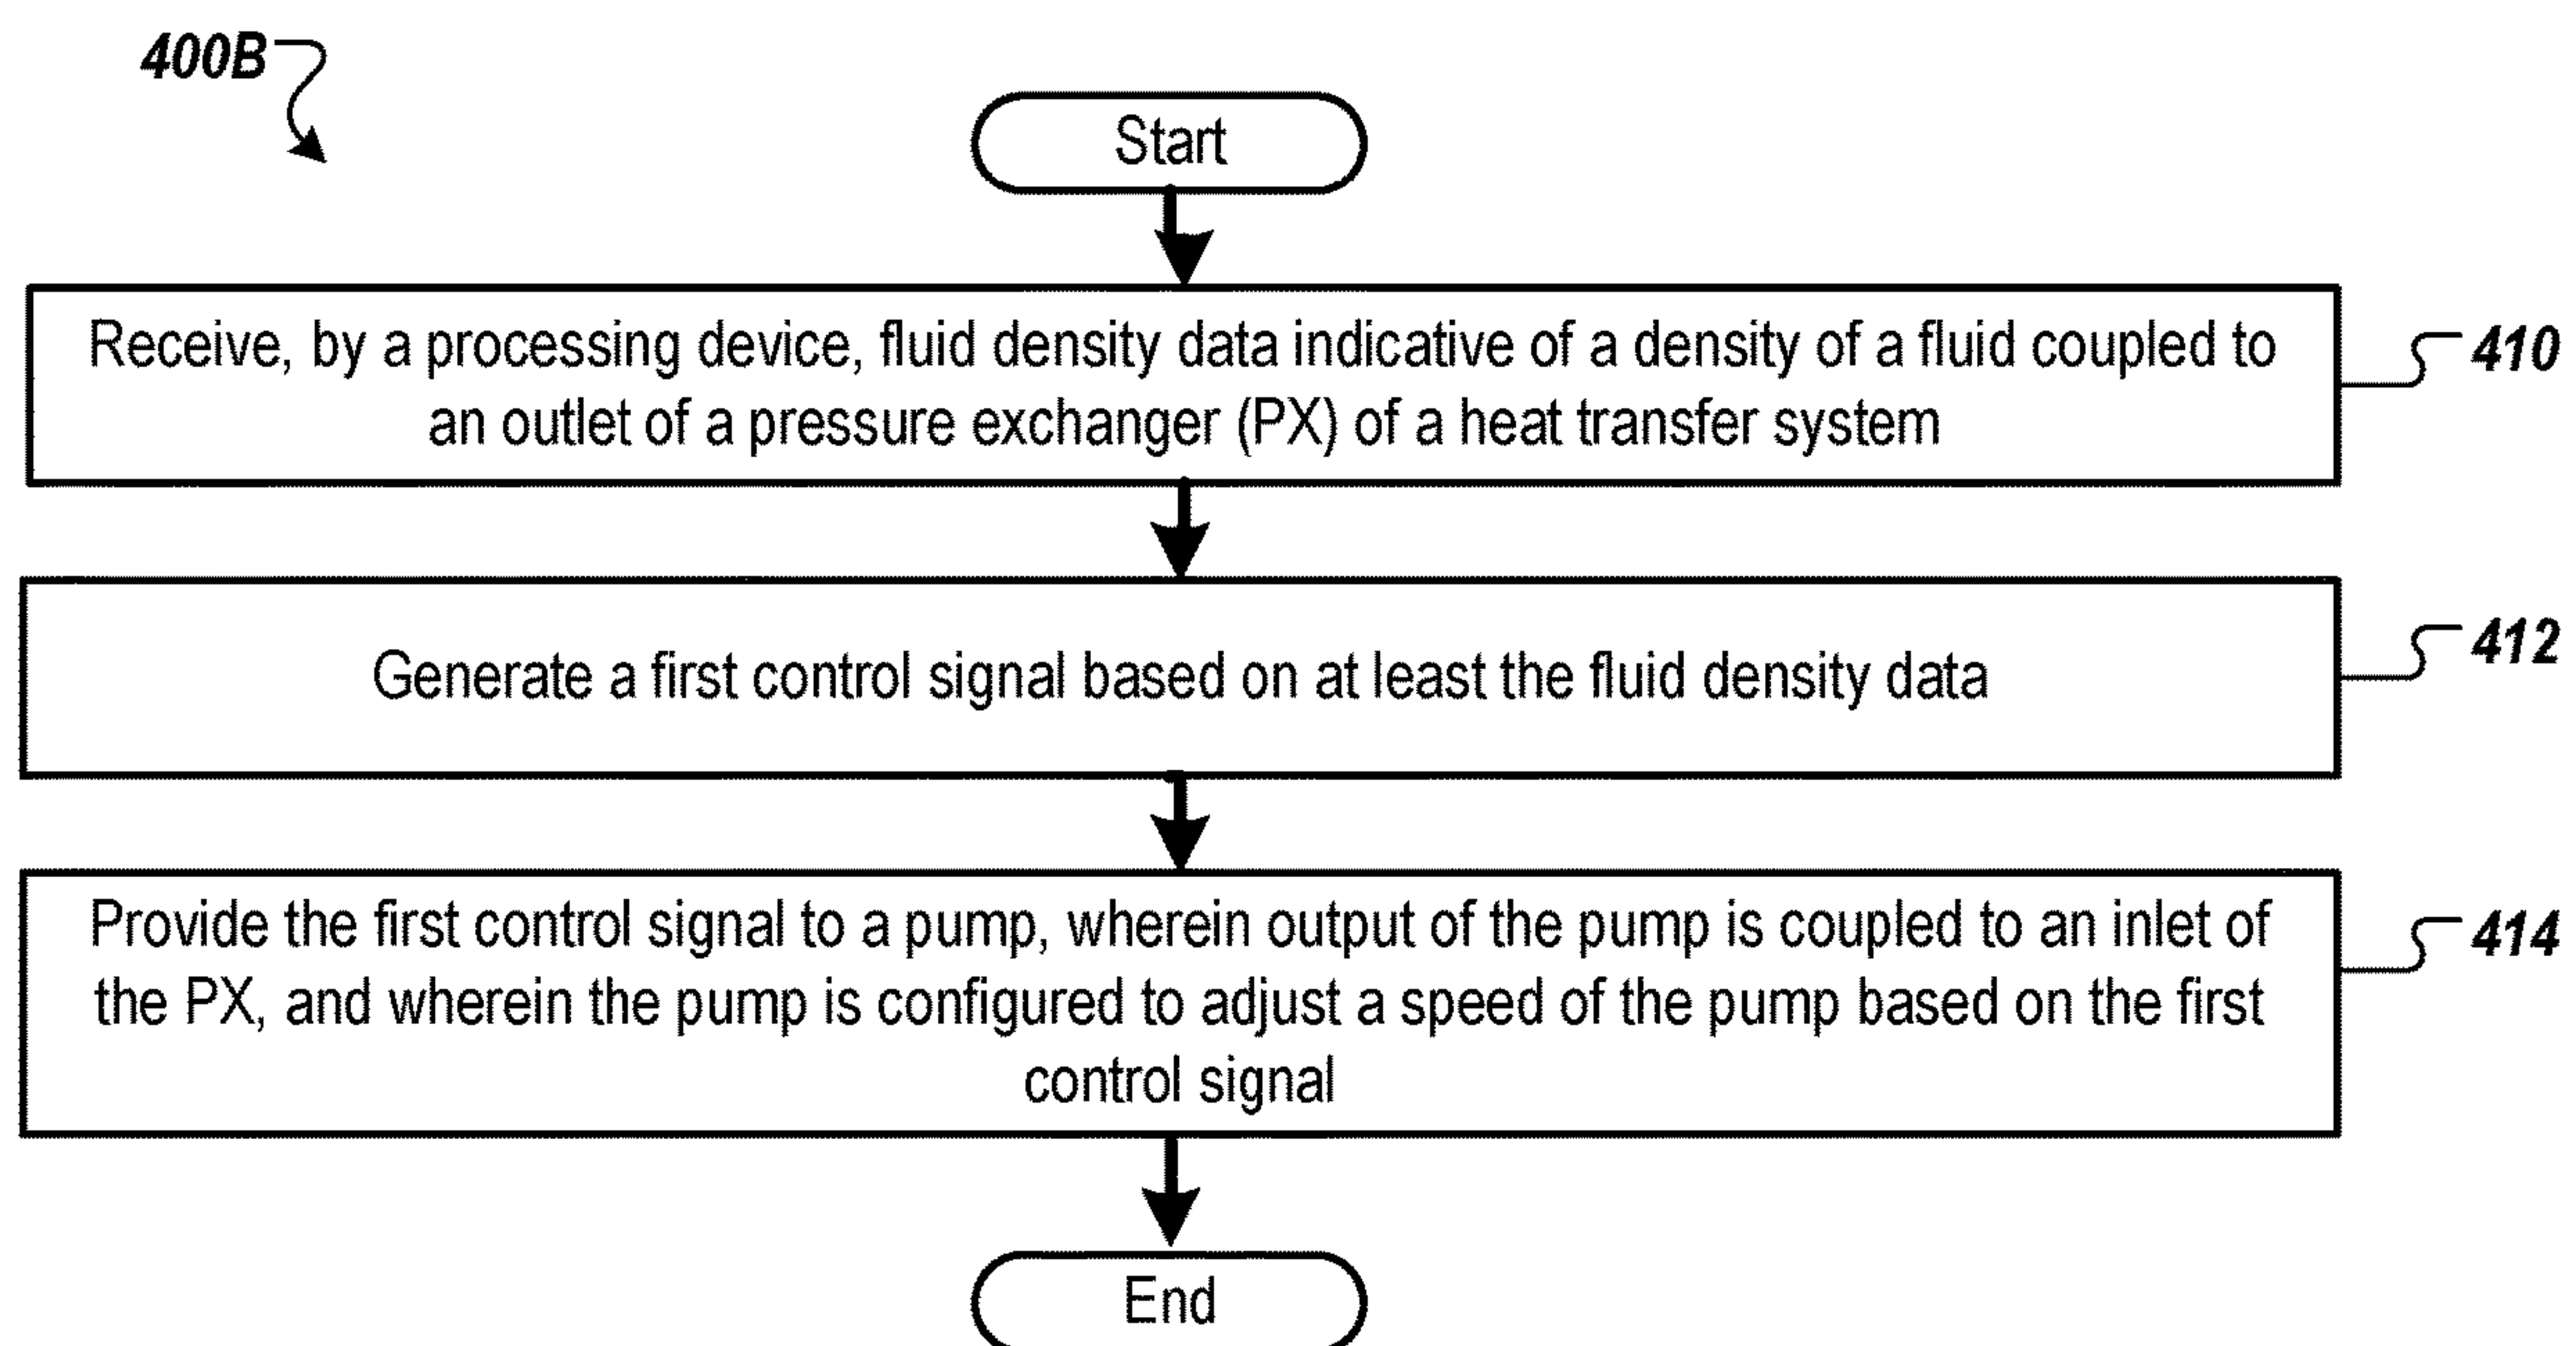 400B
Start
Receive, by a processing device, fluid density data indicative of a density of a fluid coupled to
an outlet of a pressure exchanger (PX) of a heat transfer system
410
Generate a first control signal based on at least the fluid density data
412
Provide the first control signal to a pump, wherein output of the pump is coupled to an inlet of
the PX, and wherein the pump is configured to adjust a speed of the pump based on the first
control signal
414
End